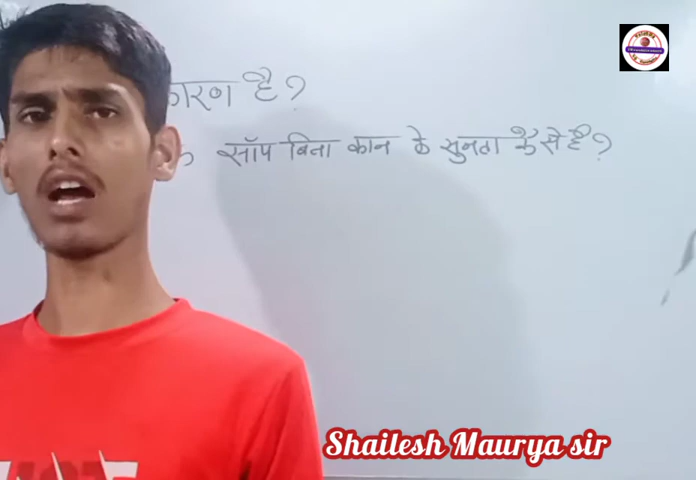 कारण है?
साँप बिना कान के सुनता कैसे है?
Shailesh Maurya sir